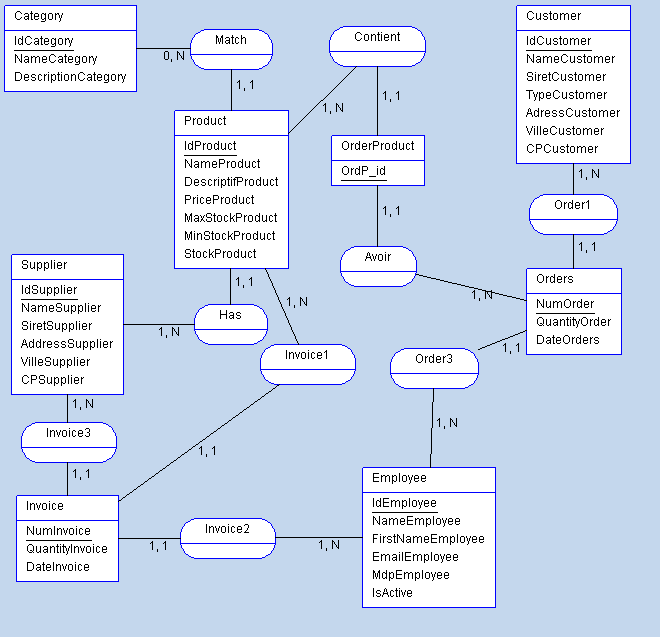 Category
IdCategory
NameCategory
DescriptionCategory
0, N
Match
1, 1
Contient
1, N
1, 1
Customer
IdCustomer
NameCustomer
SiretCustomer
TypeCustomer
AdressCustomer
VilleCustomer
CPCustomer
1, N
Product
IdProduct
NameProduct
DescriptifProduct
PriceProduct
MaxStockProduct
MinStockProduct
StockProduct
OrderProduct
OrdP_id
1, 1
Order1
1, 1
Avoir
1, N
Supplier
IdSupplier
NameSupplier
SiretSupplier
AddressSupplier
VilleSupplier
CPSupplier
1, 1
Has
1, N
1, N
Orders
NumOrder
QuantityOrder
DateOrders
Invoice1
1, 1
Order3
1, 1
1, N
Invoice3
1, N
1, 1
Invoice
NumInvoice
QuantityInvoice
DateInvoice
1, 1
Invoice2
1, N
Employee
IdEmployee
NameEmployee
FirstNameEmployee
EmailEmployee
MdpEmployee
IsActive